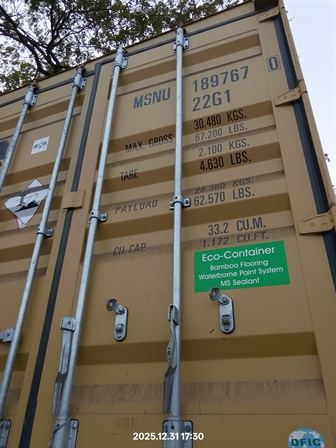 MSNU 189767 0
22G1
MAX. GROSS 30.480 KGS.
67,200 LBS.
TARE 2.100 KGS.
4,630 LBS.
PAYLOAD 28.380 KGS.
62.570 LBS.
CU.CAP. 33.2 CU.M.
1.172 CU.FT.
Eco-Container
Bamboo Flooring
Waterborne Paint System
MS Sealant
DFIC
2025.12.31 17:30